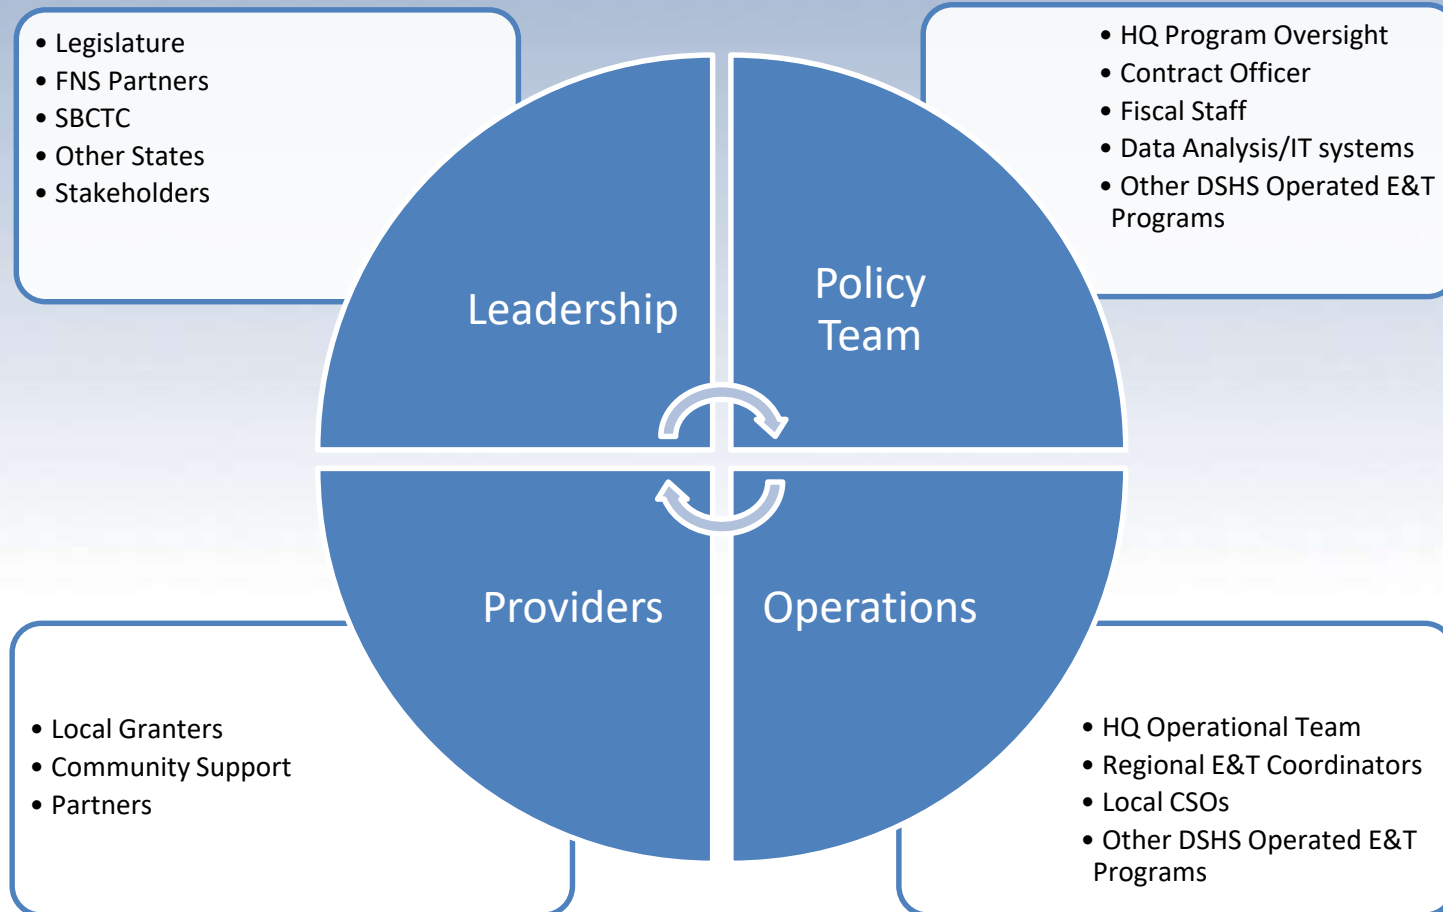 • Legislature
• FNS Partners
• SBCTC
• Other States
• Stakeholders
• HQ Program Oversight
• Contract Officer
• Fiscal Staff
• Data Analysis/IT systems
• Other DSHS Operated E&T
Programs
Leadership
Policy
Team
Providers
Operations
• Local Granters
• Community Support
• Partners
• HQ Operational Team
• Regional E&T Coordinators
• Local CSOs
• Other DSHS Operated E&T
Programs